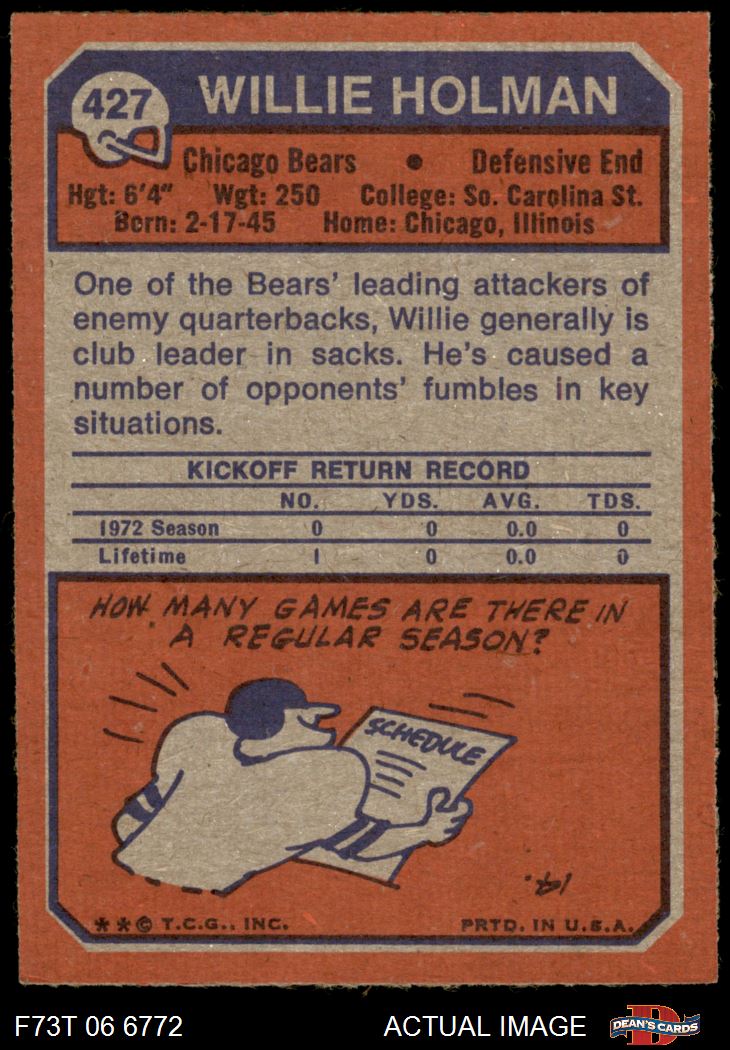 427
WILLIE HOLMAN
Chicago Bears • Defensive End
Hgt: 6'4" Wgt: 250 College: So. Carolina St.
Born: 2-17-45 Home: Chicago, Illinois
One of the Bears' leading attackers of
enemy quarterbacks, Willie generally is
club leader in sacks. He's caused a
number of opponents' fumbles in key
situations.
KICKOFF RETURN RECORD
NO. YDS. AVG. TDS.
1972 Season 0 0 0.0 0
Lifetime 1 0 0.0 0
HOW MANY GAMES ARE THERE IN
A REGULAR SEASON?
SCHEDULE
14.
**© T.C.G., INC. PRTD. IN U.S.A.
F73T 06 6772 ACTUAL IMAGE DEAN'S CARDS